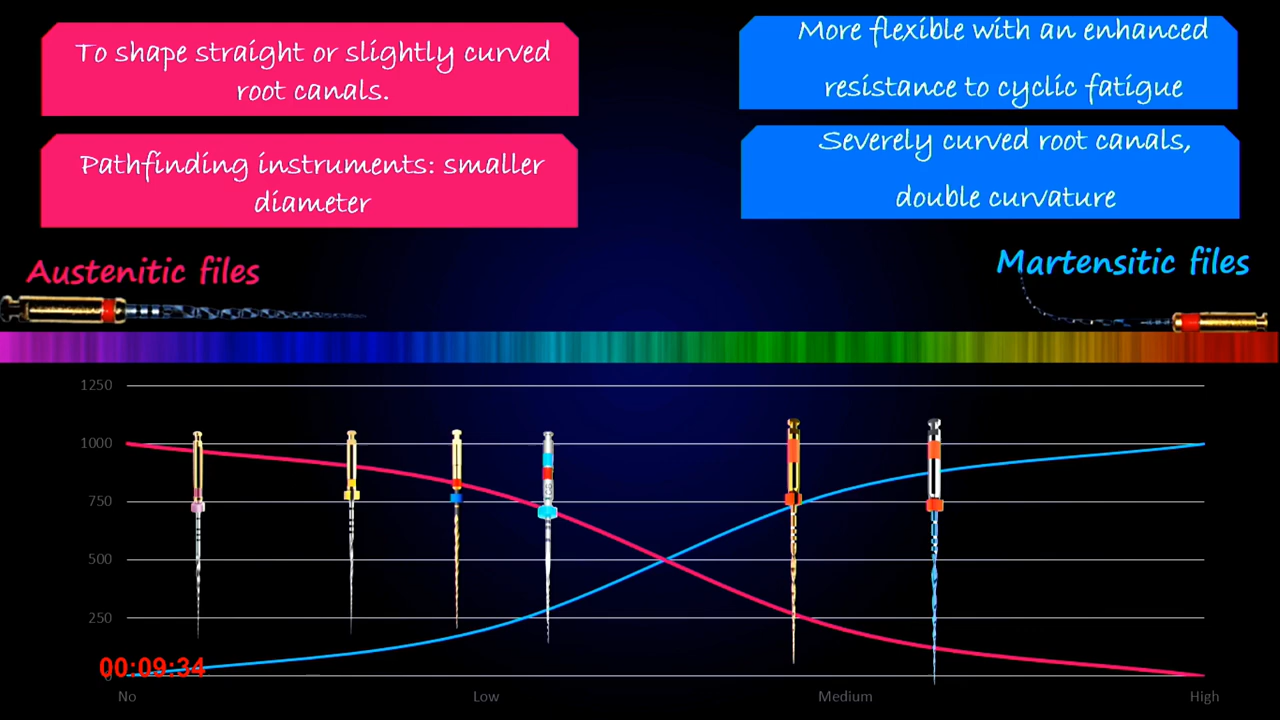 To shape straight or slightly curved
root canals.
More flexible with an enhanced
resistance to cyclic fatigue
Pathfinding instruments: smaller
diameter
Severely curved root canals,
double curvature
Austenitic files
Martensitic files
1250
1000
750
500
250
0
00:09:34
No
Low
Medium
High